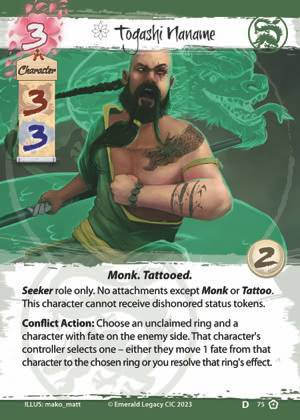 3
Togashi Naname
Character
3
3
2
Monk. Tattooed.
Seeker role only. No attachments except Monk or Tattoo.
This character cannot receive dishonored status tokens.
Conflict Action: Choose an unclaimed ring and a
character with fate on the enemy side. That character's
controller selects one – either they move 1 fate from that
character to the chosen ring or you resolve that ring's effect.
ILLUS: mako_matt
© Emerald Legacy CIC 2023
D 75